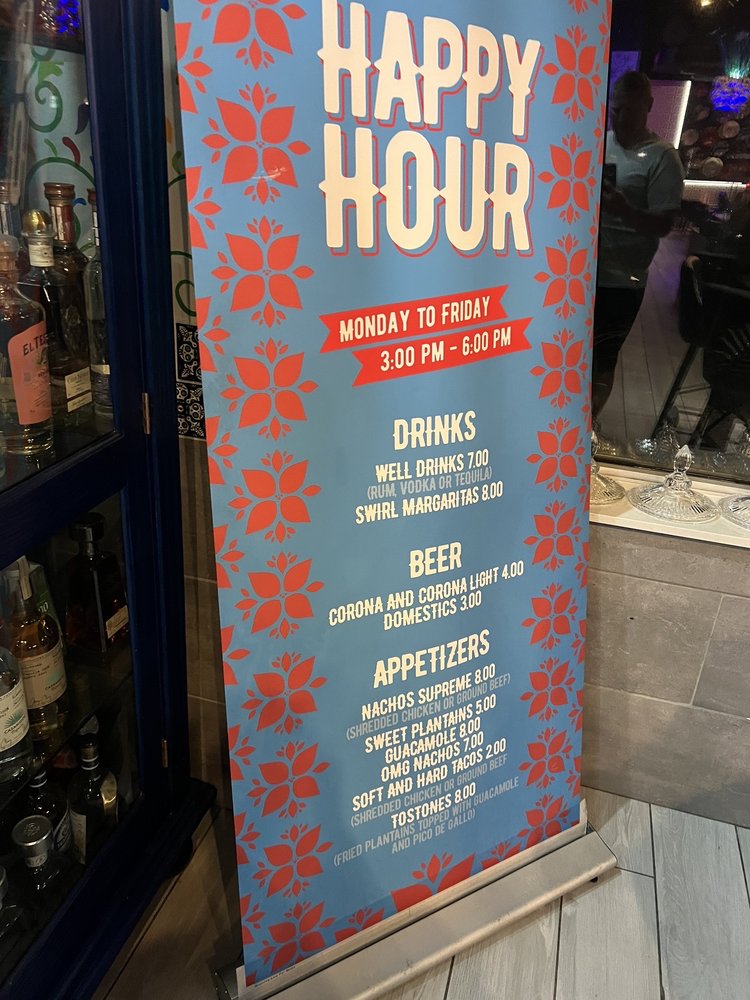 HAPPY
HOUR
MONDAY TO FRIDAY
3:00 PM - 6:00 PM
DRINKS
WELL DRINKS 7.00
(RUM, VODKA OR TEQUILA)
SWIRL MARGARITAS 8.00
BEER
CORONA AND CORONA LIGHT 4.00
DOMESTICS 3.00
APPETIZERS
NACHOS SUPREME 8.00
(SHREDDED CHICKEN OR GROUND BEEF)
SWEET PLANTAINS 5.00
GUACAMOLE 8.00
OMG NACHOS 7.00
SOFT AND HARD TACOS 2.00
(SHREDDED CHICKEN OR GROUND BEEF
TOSTONES 8.00
(FRIED PLANTAINS TOPPED WITH GUACAMOLE
AND PICO DE GALLO)